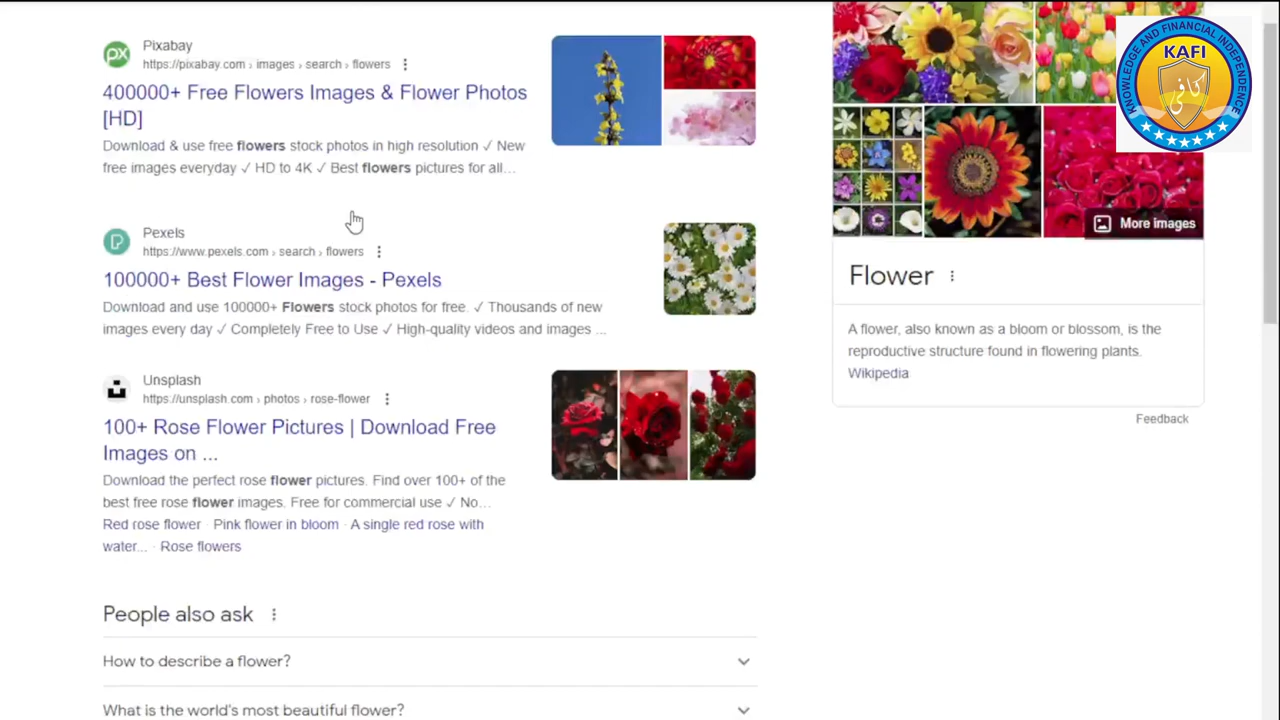 Pixabay
https://pixabay.com › images › search › flowers
400000+ Free Flowers Images & Flower Photos
[HD]
Download & use free flowers stock photos in high resolution ✓ New
free images everyday ✓ HD to 4K ✓ Best flowers pictures for all...
Pexels
https://www.pexels.com › search › flowers
100000+ Best Flower Images - Pexels
Download and use 100000+ Flowers stock photos for free. ✓ Thousands of new
images every day ✓ Completely Free to Use ✓ High-quality videos and images ...
Unsplash
https://unsplash.com › photos › rose-flower
100+ Rose Flower Pictures | Download Free
Images on ...
Download the perfect rose flower pictures. Find over 100+ of the
best free rose flower images. Free for commercial use ✓ No...
Red rose flower · Pink flower in bloom · A single red rose with
water... · Rose flowers
People also ask
How to describe a flower?
What is the world's most beautiful flower?
KNOWLEDGE AND FINANCIAL INDEPENDENCE
KAFI
کافی
More images
Flower
A flower, also known as a bloom or blossom, is the
reproductive structure found in flowering plants.
Wikipedia
Feedback